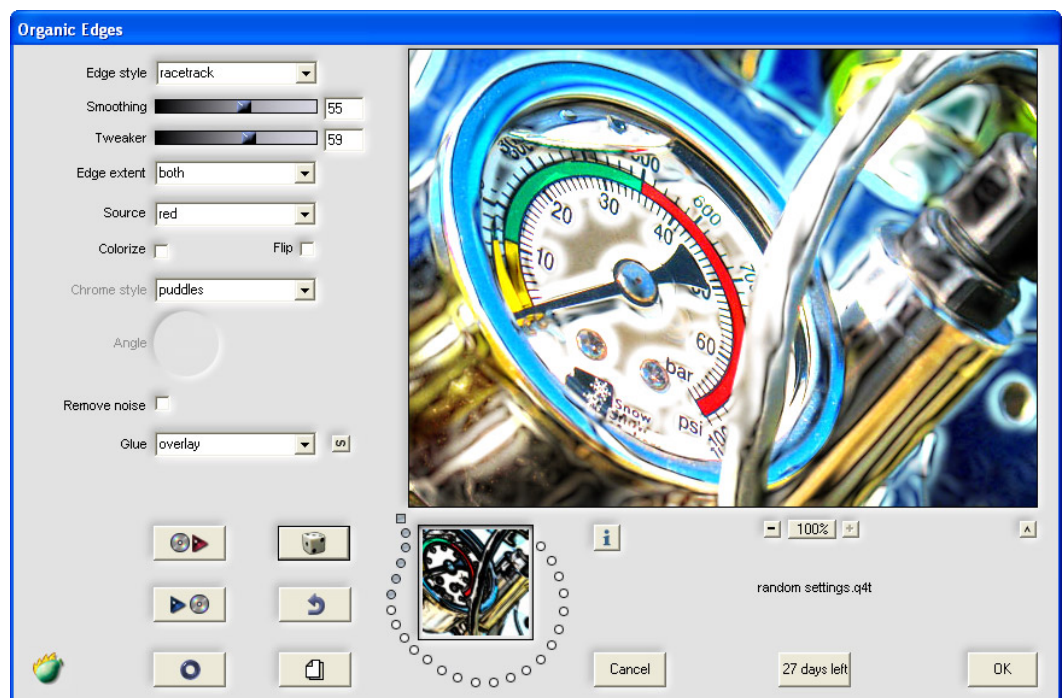 Organic Edges
Edge style racetrack
Smoothing 55
Tweaker 59
Edge extent both
Source red
Colorize Flip
Chrome style puddles
Angle
Remove noise
Glue overlay S
600
20 30 40
10
60
bar
psi
Snow
i
- 100% +
random settings.q4t
Cancel 27 days left OK